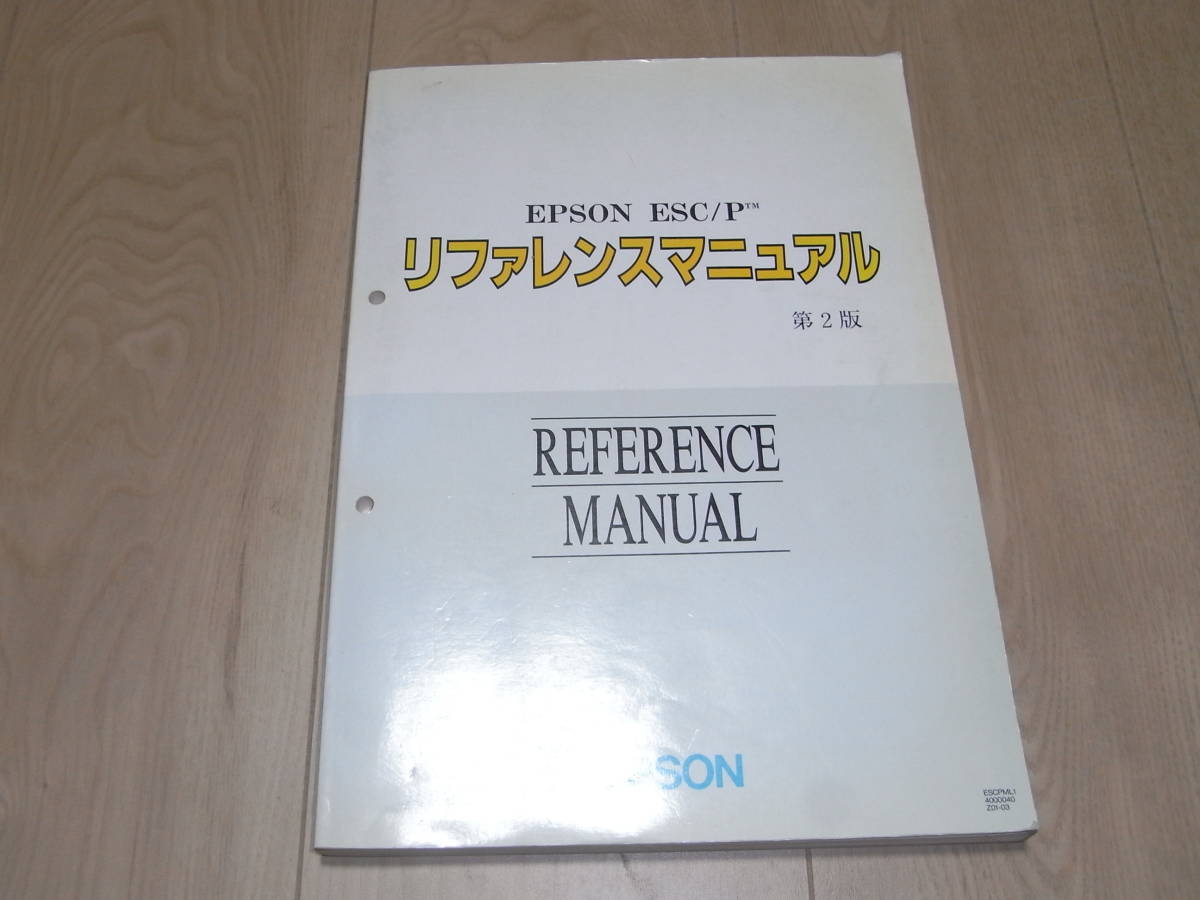 EPSON ESC/P™
リファレンスマニュアル
第2版
REFERENCE
MANUAL
EPSON
ESCPML1
4000040
Z01-03